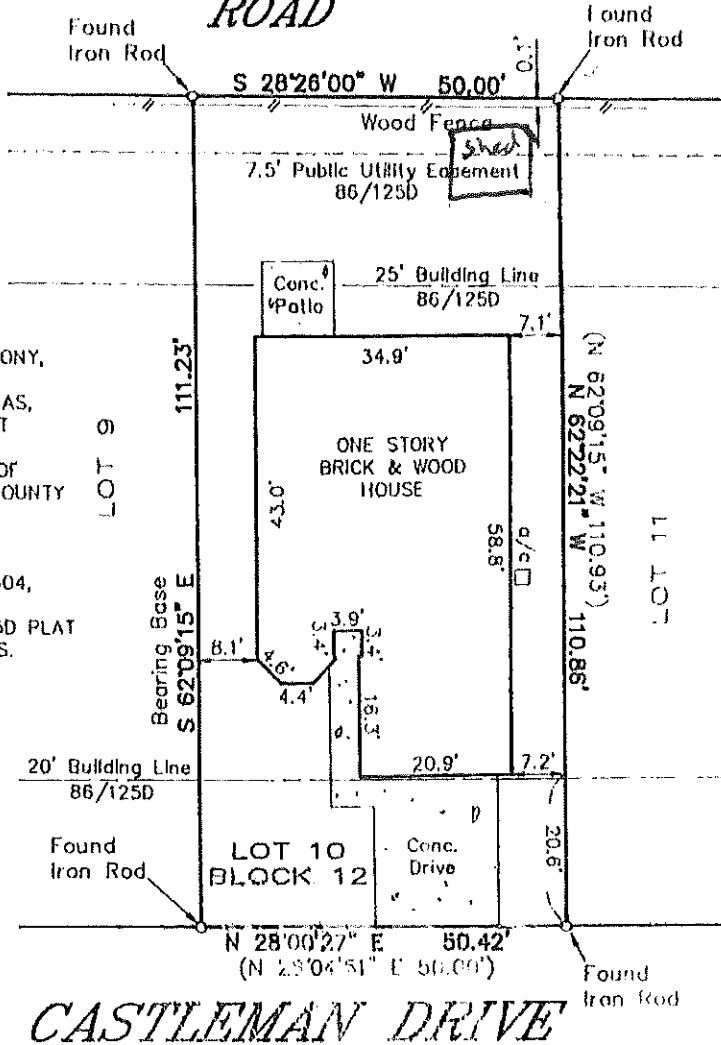 ROAD
Found
Iron Rod
Found
Iron Rod
S 28°26'00" W 50.00'
0.1'
Wood Fence
Shed
7.5' Public Utility Easement
86/125D
25' Building Line
86/125D
Conc.
Patio
7.1'
34.9'
ONY,
AS,
T
OF
OUNTY
111.23'
LOT 9
ONE STORY
BRICK & WOOD
HOUSE
43.0'
58.8'
a/c
(N 62°09'15" W 110.93')
N 62°22'21" W 110.86'
LOT 11
04,
D PLAT
S.
Bearing Base
S 62°09'15" E
8.1'
3.9'
3.4'
3.4'
4.6'
4.4'
16.3'
20' Building Line
86/125D
20.9'
7.2'
20.6'
Found
Iron Rod
LOT 10
BLOCK 12
Conc.
Drive
N 28°00'27" E 50.42'
(N 28°04'51" E 50.00')
Found
Iron Rod
CASTLEMAN DRIVE